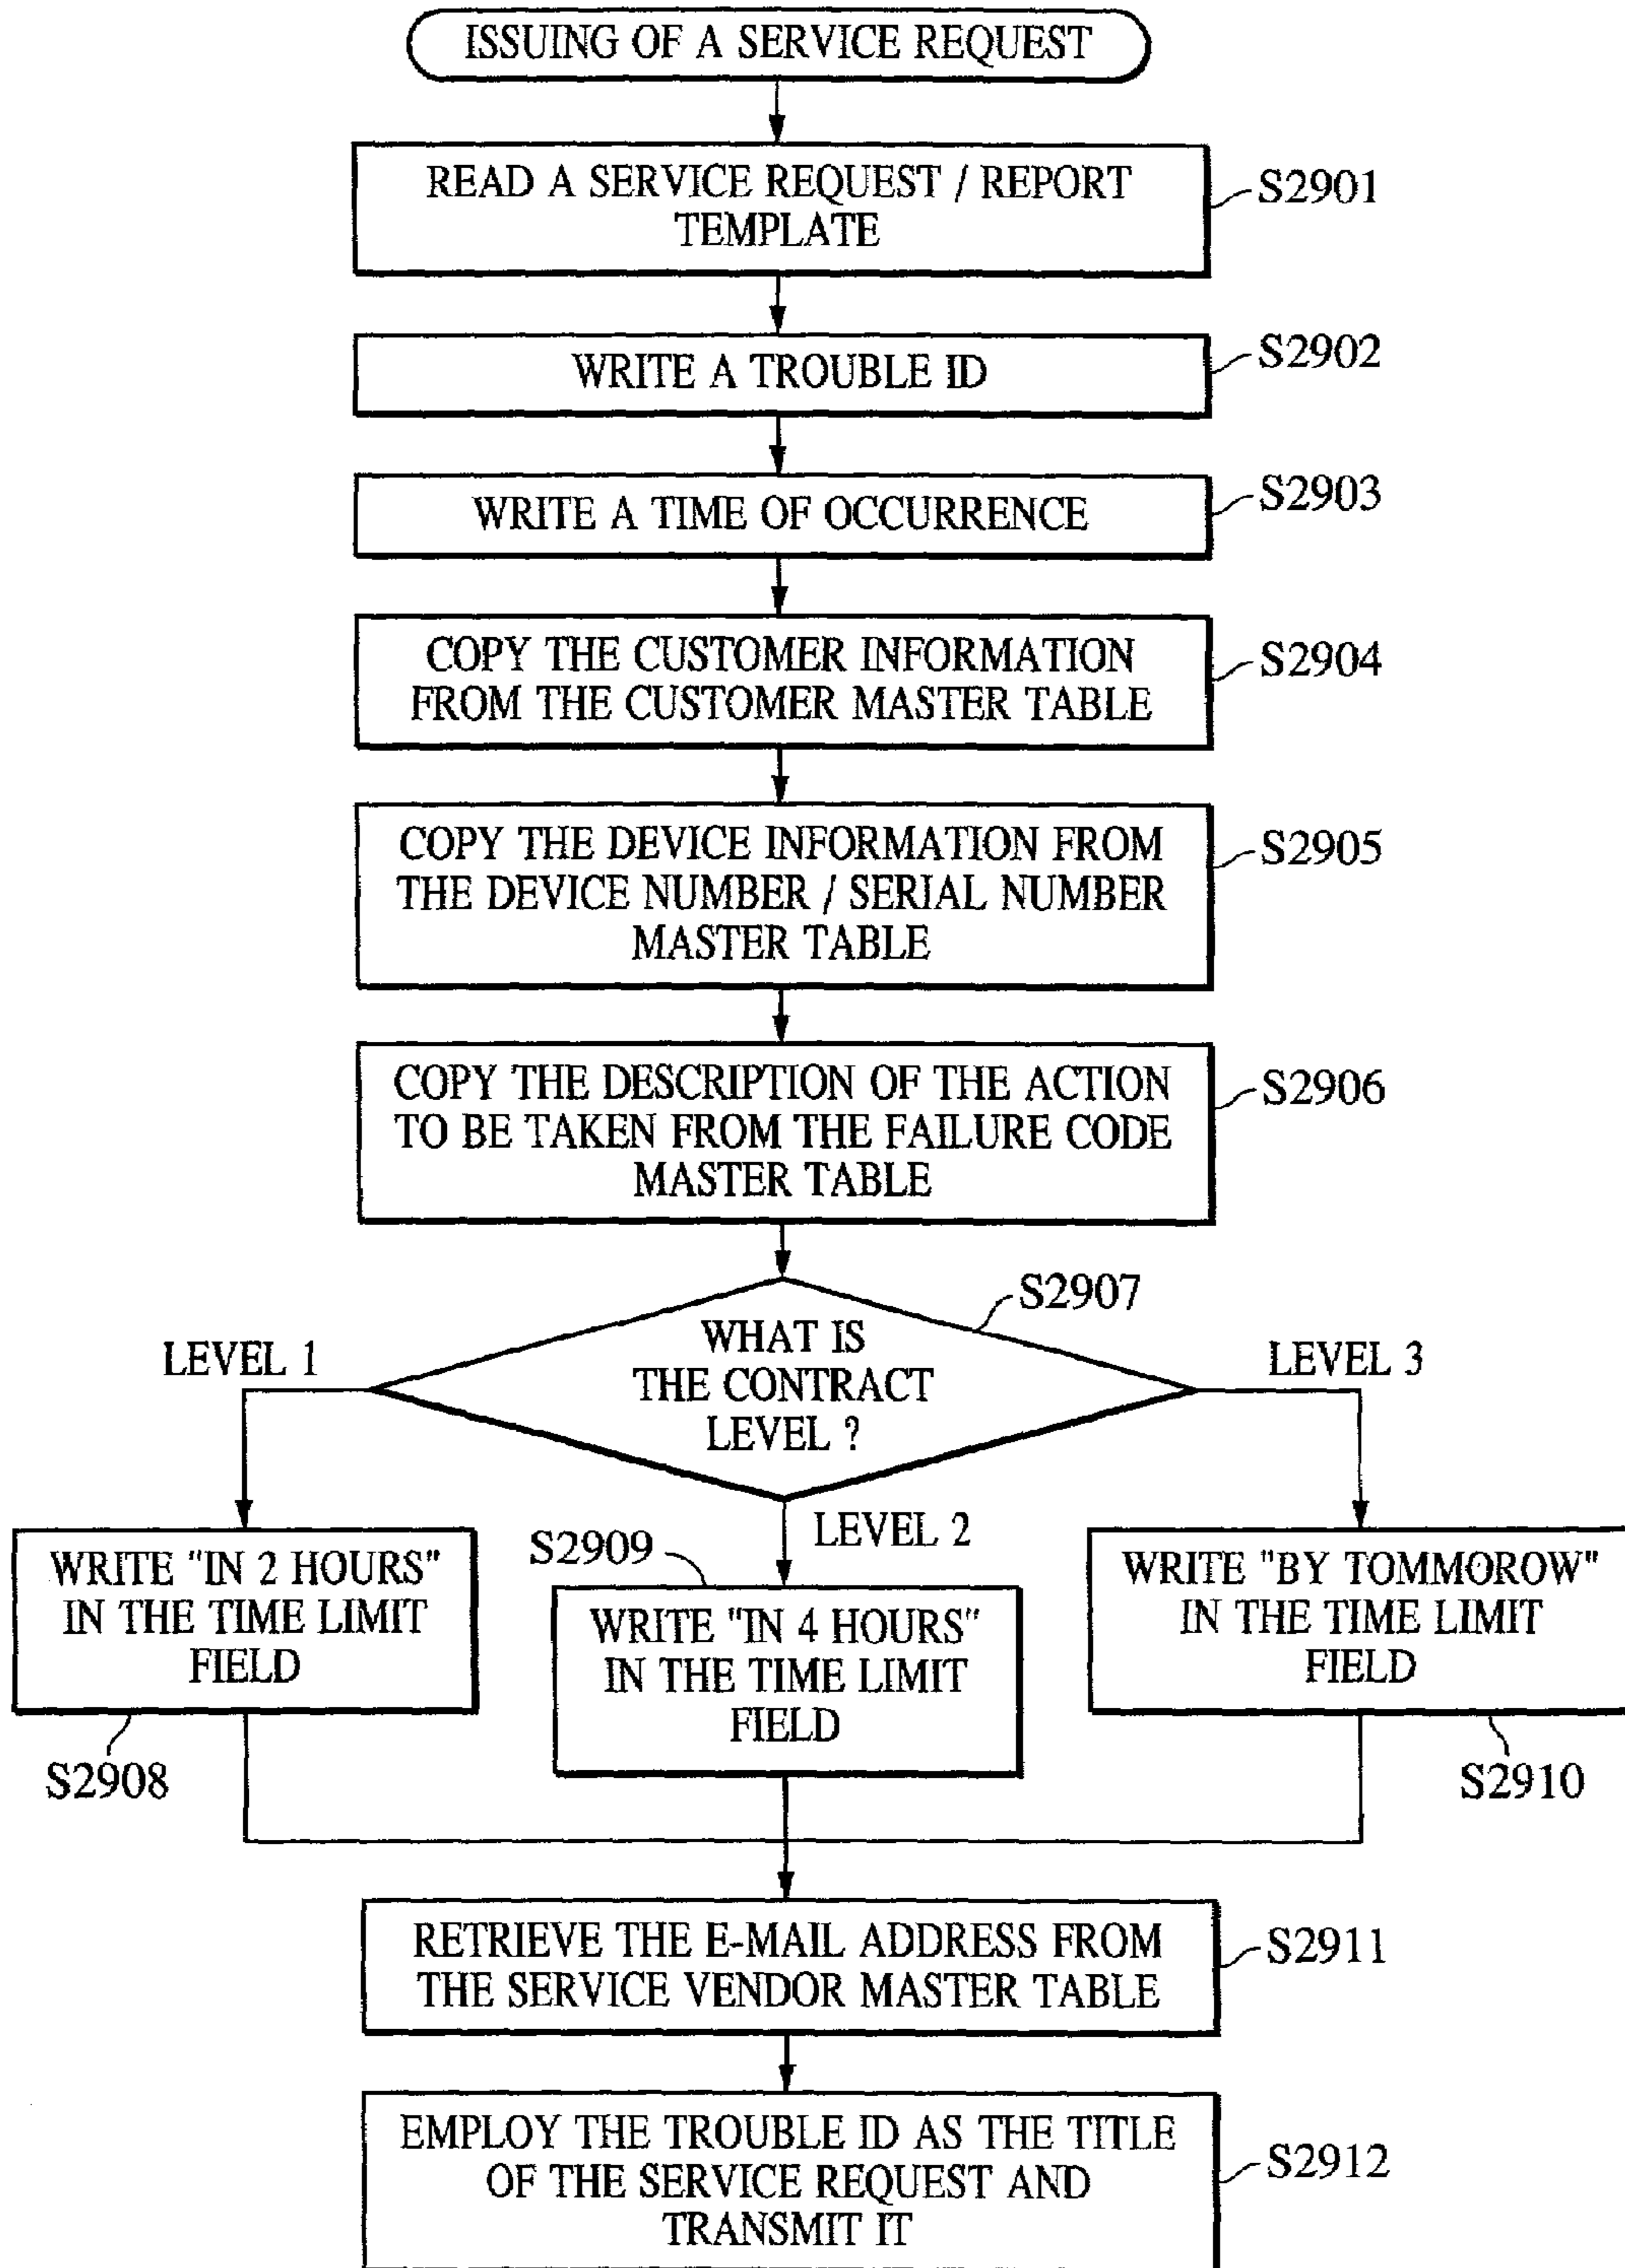 ISSUING OF A SERVICE REQUEST
READ A SERVICE REQUEST / REPORT
TEMPLATE
S2901
WRITE A TROUBLE ID
S2902
WRITE A TIME OF OCCURRENCE
S2903
COPY THE CUSTOMER INFORMATION
FROM THE CUSTOMER MASTER TABLE
S2904
COPY THE DEVICE INFORMATION FROM
THE DEVICE NUMBER / SERIAL NUMBER
MASTER TABLE
S2905
COPY THE DESCRIPTION OF THE ACTION
TO BE TAKEN FROM THE FAILURE CODE
MASTER TABLE
S2906
S2907
WHAT IS
THE CONTRACT
LEVEL ?
LEVEL 1
LEVEL 2
LEVEL 3
WRITE "IN 2 HOURS"
IN THE TIME LIMIT
FIELD
S2908
S2909
WRITE "IN 4 HOURS"
IN THE TIME LIMIT
FIELD
WRITE "BY TOMMOROW"
IN THE TIME LIMIT
FIELD
S2910
RETRIEVE THE E-MAIL ADDRESS FROM
THE SERVICE VENDOR MASTER TABLE
S2911
EMPLOY THE TROUBLE ID AS THE TITLE
OF THE SERVICE REQUEST AND
TRANSMIT IT
S2912